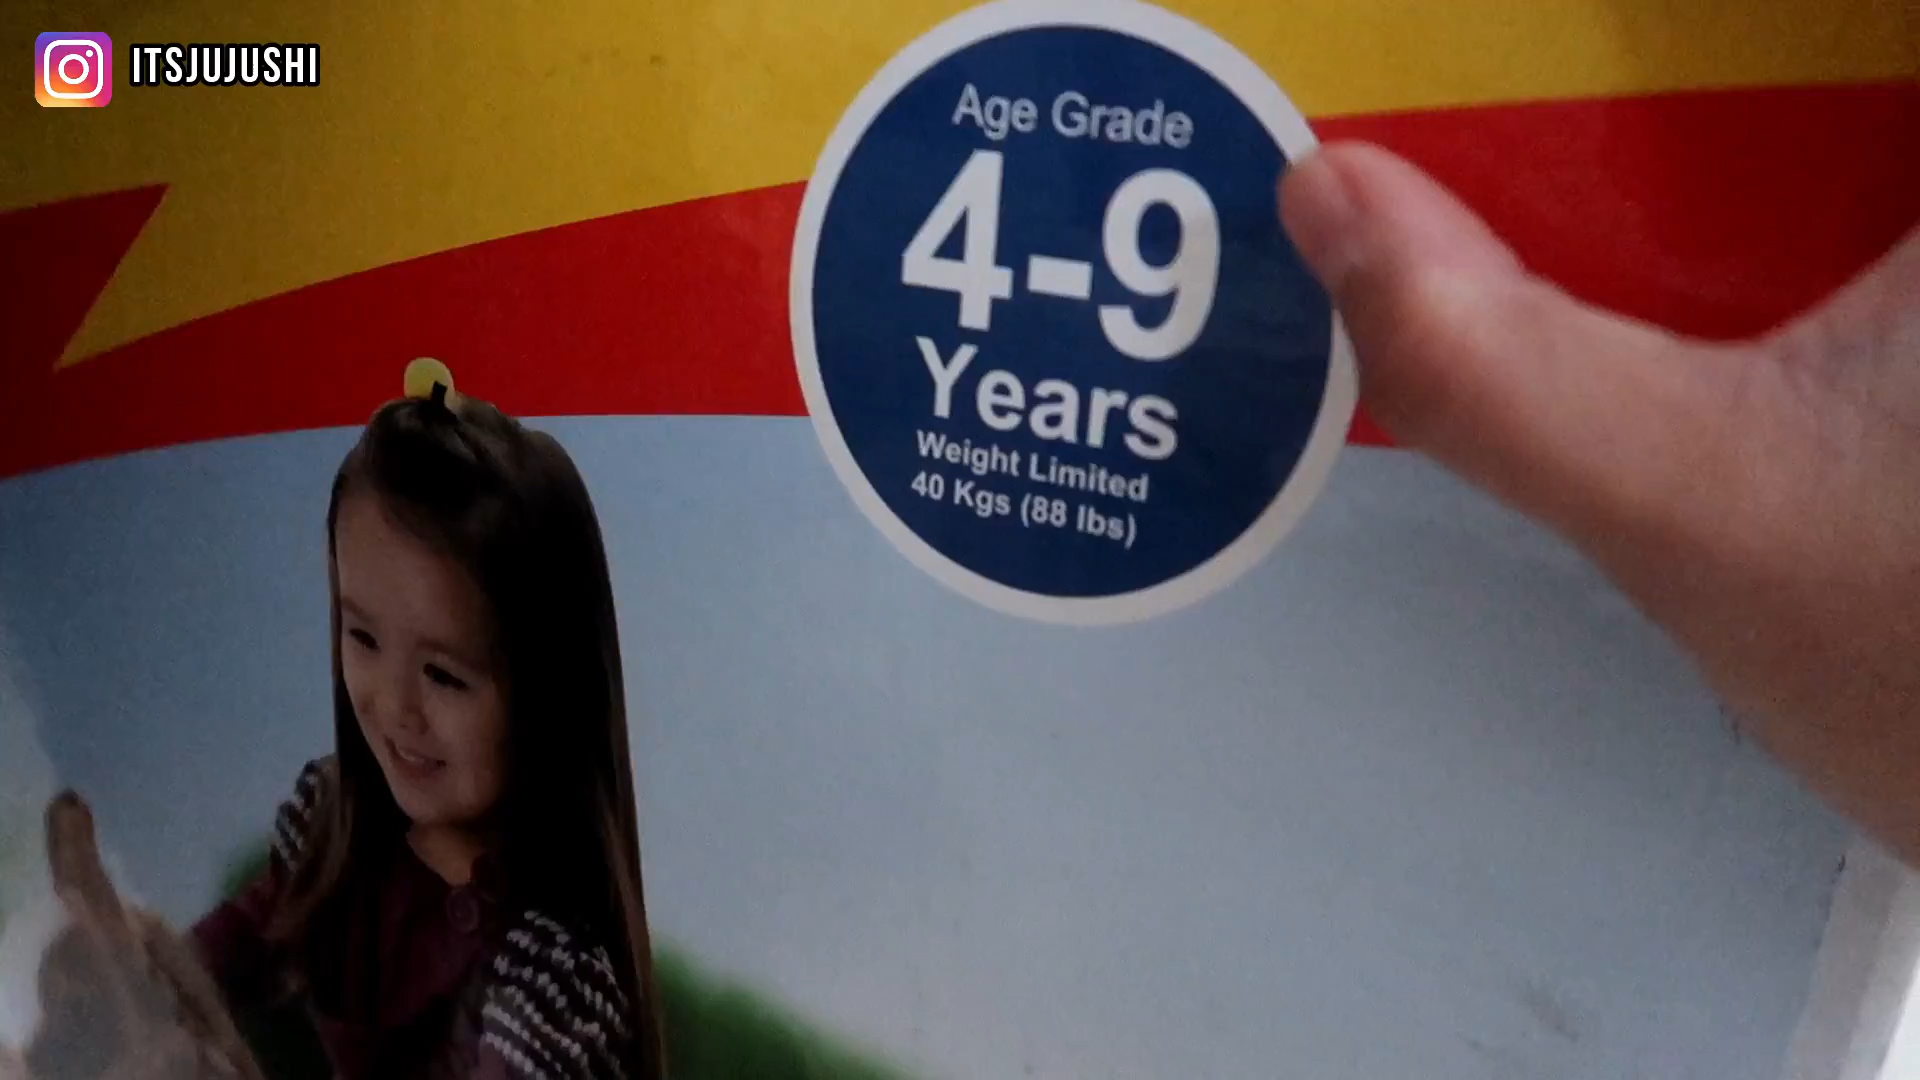 ITSJUJUSHI
Age Grade
4-9
Years
Weight Limited
40 Kgs (88 lbs)